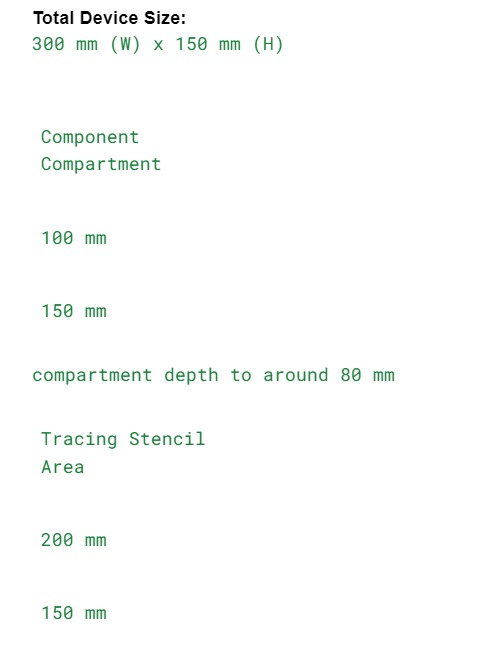 Total Device Size:
300 mm (W) x 150 mm (H)
Component
Compartment
100 mm
150 mm
compartment depth to around 80 mm
Tracing Stencil
Area
200 mm
150 mm